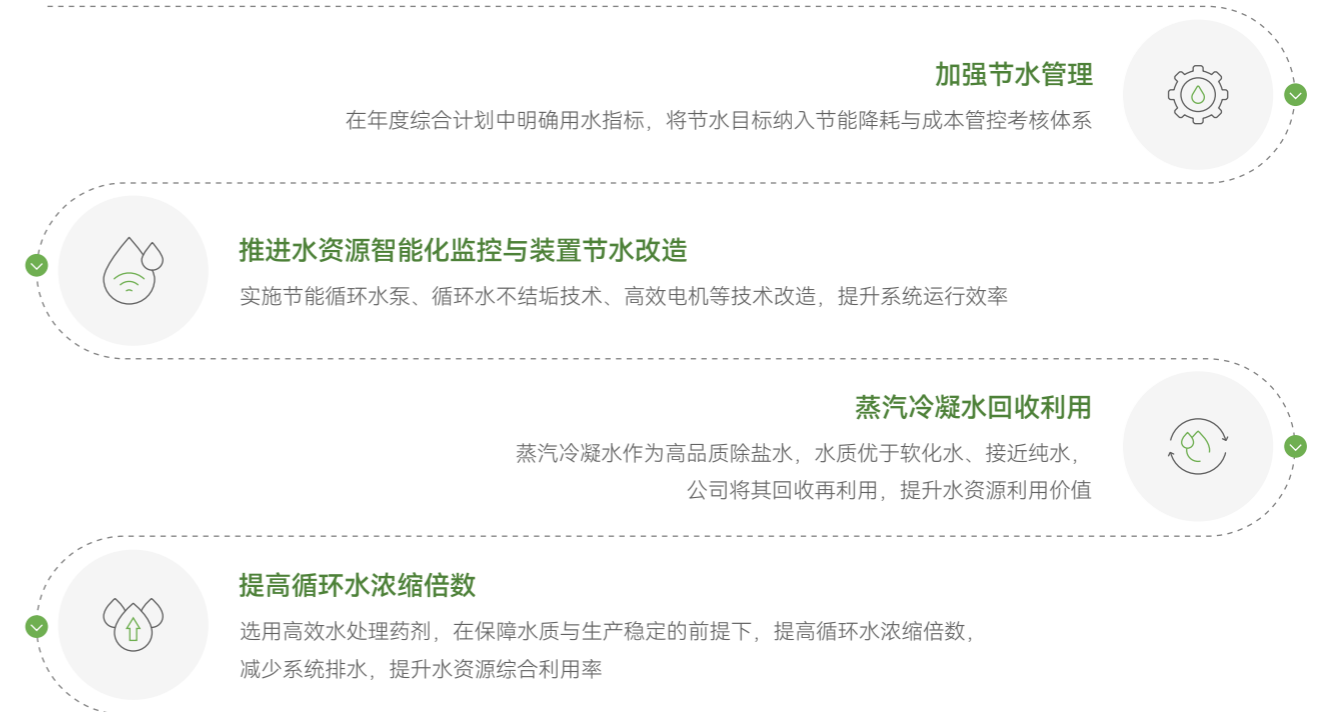 加强节水管理
在年度综合计划中明确用水指标，将节水目标纳入节能降耗与成本管控考核体系
推进水资源智能化监控与装置节水改造
实施节能循环水泵、循环水不结垢技术、高效电机等技术改造，提升系统运行效率
蒸汽冷凝水回收利用
蒸汽冷凝水作为高品质除盐水，水质优于软化水、接近纯水，
公司将其回收再利用，提升水资源利用价值
提高循环水浓缩倍数
选用高效水处理药剂，在保障水质与生产稳定的前提下，提高循环水浓缩倍数，
减少系统排水，提升水资源综合利用率